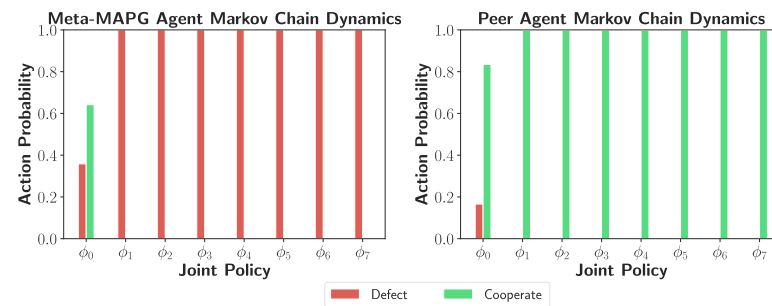 Meta-MAPG Agent Markov Chain Dynamics
Action Probability
1.0
0.8
0.6
0.4
0.2
0.0
ϕ0 ϕ1 ϕ2 ϕ3 ϕ4 ϕ5 ϕ6 ϕ7
Joint Policy
Peer Agent Markov Chain Dynamics
Action Probability
1.0
0.8
0.6
0.4
0.2
0.0
ϕ0 ϕ1 ϕ2 ϕ3 ϕ4 ϕ5 ϕ6 ϕ7
Joint Policy
Defect Cooperate